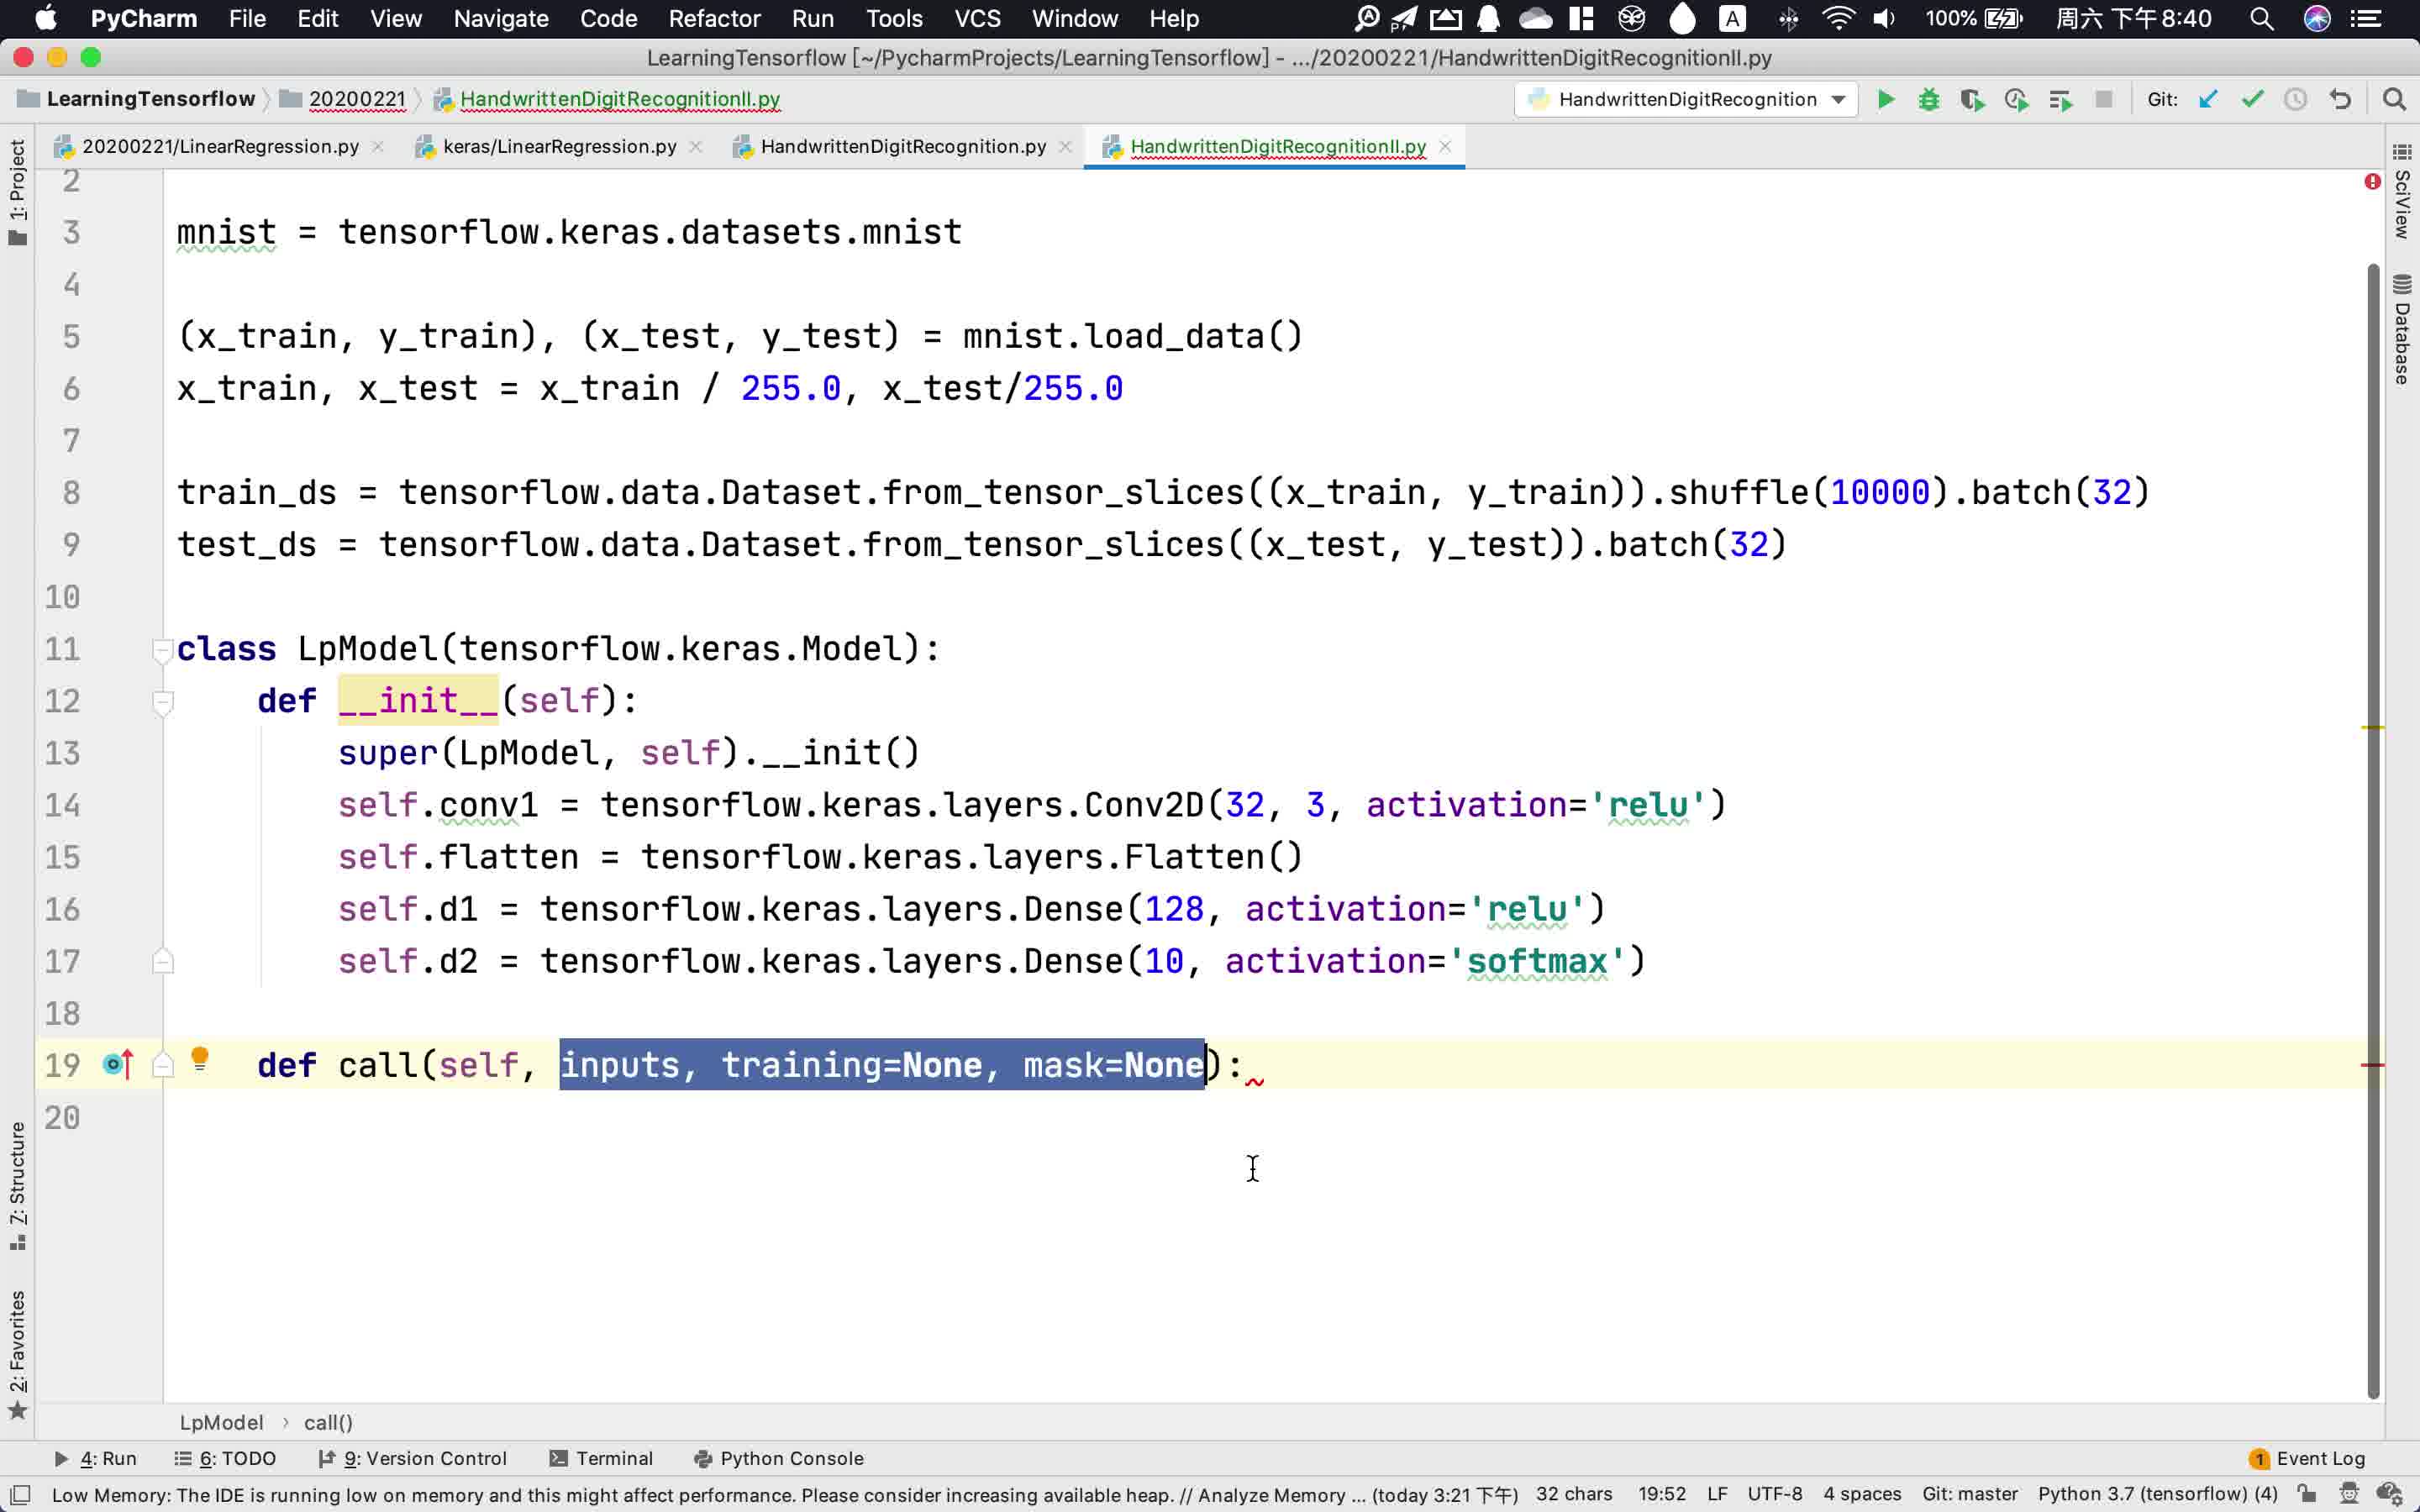 PyCharm File Edit View Navigate Code Refactor Run Tools VCS Window Help A 100% 周六 下午8:40
LearningTensorflow [~/PycharmProjects/LearningTensorflow] - .../20200221/HandwrittenDigitRecognitionII.py
LearningTensorflow 20200221 HandwrittenDigitRecognitionII.py HandwrittenDigitRecognition Git:
20200221/LinearRegression.py keras/LinearRegression.py HandwrittenDigitRecognition.py HandwrittenDigitRecognitionII.py
1: Project
7: Structure
2: Favorites
SciView
Database
2
3 mnist = tensorflow.keras.datasets.mnist
4
5 (x_train, y_train), (x_test, y_test) = mnist.load_data()
6 x_train, x_test = x_train / 255.0, x_test/255.0
7
8 train_ds = tensorflow.data.Dataset.from_tensor_slices((x_train, y_train)).shuffle(10000).batch(32)
9 test_ds = tensorflow.data.Dataset.from_tensor_slices((x_test, y_test)).batch(32)
10
11 class LpModel(tensorflow.keras.Model):
12 def __init__(self):
13 super(LpModel, self).__init()
14 self.conv1 = tensorflow.keras.layers.Conv2D(32, 3, activation='relu')
15 self.flatten = tensorflow.keras.layers.Flatten()
16 self.d1 = tensorflow.keras.layers.Dense(128, activation='relu')
17 self.d2 = tensorflow.keras.layers.Dense(10, activation='softmax')
18
19 def call(self, inputs, training=None, mask=None):
20
LpModel › call()
4: Run 6: TODO 9: Version Control Terminal Python Console 1 Event Log
Low Memory: The IDE is running low on memory and this might affect performance. Please consider increasing available heap. // Analyze Memory ... (today 3:21 下午) 32 chars 19:52 LF UTF-8 4 spaces Git: master Python 3.7 (tensorflow) (4)